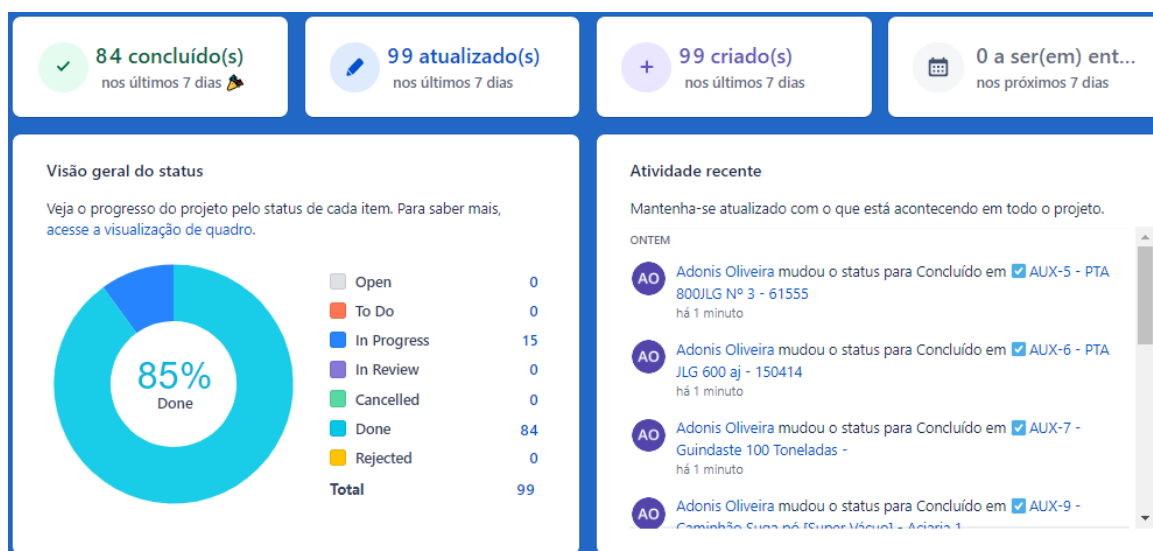 84 concluído(s)
nos últimos 7 dias
99 atualizado(s)
nos últimos 7 dias
99 criado(s)
nos últimos 7 dias
0 a ser(em) ent...
nos próximos 7 dias
Visão geral do status
Veja o progresso do projeto pelo status de cada item. Para saber mais,
acesse a visualização de quadro.
85%
Done
Open 0
To Do 0
In Progress 15
In Review 0
Cancelled 0
Done 84
Rejected 0
Total 99
Atividade recente
Mantenha-se atualizado com o que está acontecendo em todo o projeto.
ONTEM
AO
Adonis Oliveira mudou o status para Concluído em AUX-5 - PTA
800JLG Nº 3 - 61555
há 1 minuto
AO
Adonis Oliveira mudou o status para Concluído em AUX-6 - PTA
JLG 600 aj - 150414
há 1 minuto
AO
Adonis Oliveira mudou o status para Concluído em AUX-7 -
Guindaste 100 Toneladas -
há 1 minuto
AO
Adonis Oliveira mudou o status para Concluído em AUX-9 -
Caminhão Suga pó [Super Vácuo] - Aciaria 1